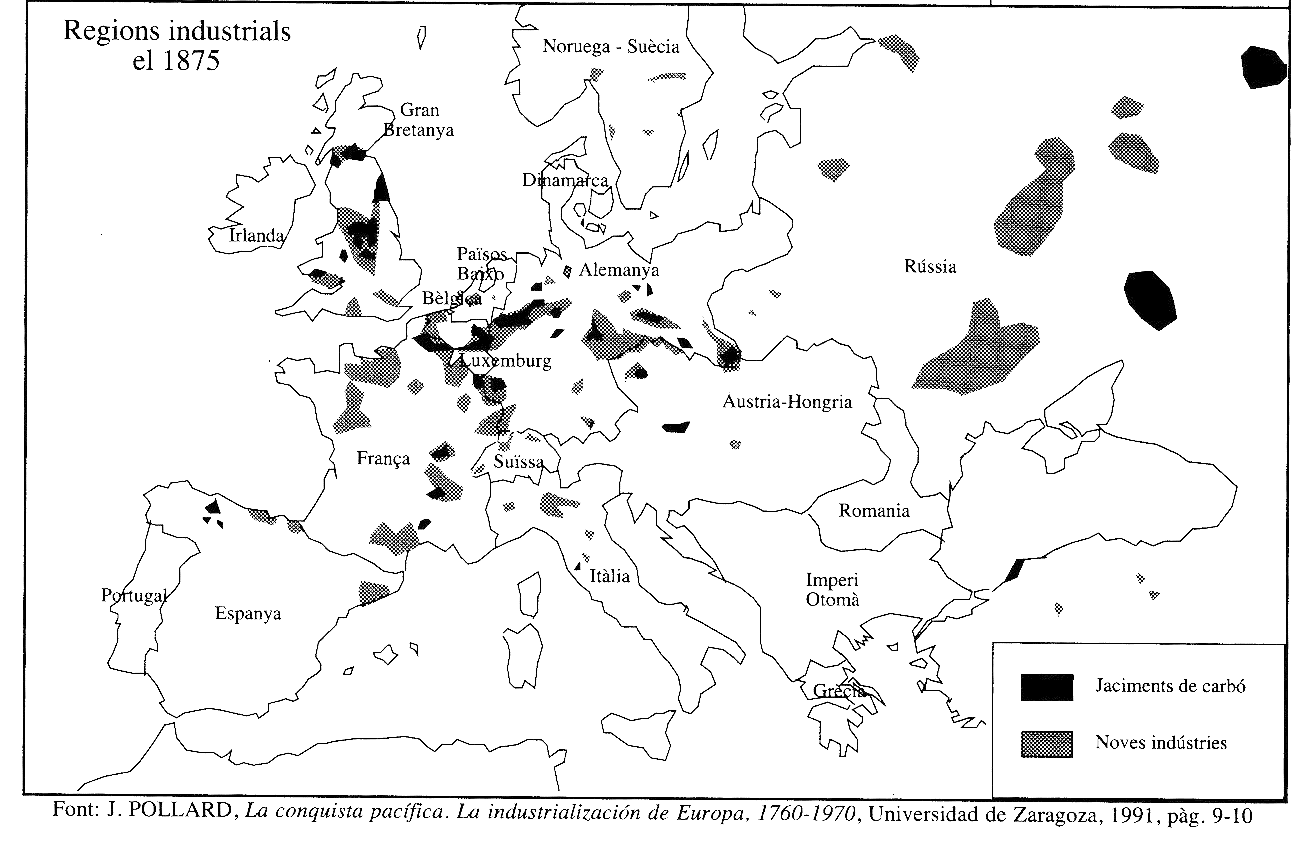 Regions industrials
el 1875
Noruega - Suècia
Gran
Bretanya
Dinamarca
Irlanda
Països
Baixo
Alemanya
Rússia
Bèlgica
Luxemburg
Austria-Hongria
França
Suïssa
Romania
Itàlia
Imperi
Otomà
Portugal
Espanya
Grècia
Jaciments de carbó
Noves indústries
Font: J. POLLARD, La conquista pacífica. La industrialización de Europa, 1760-1970, Universidad de Zaragoza, 1991, pàg. 9-10